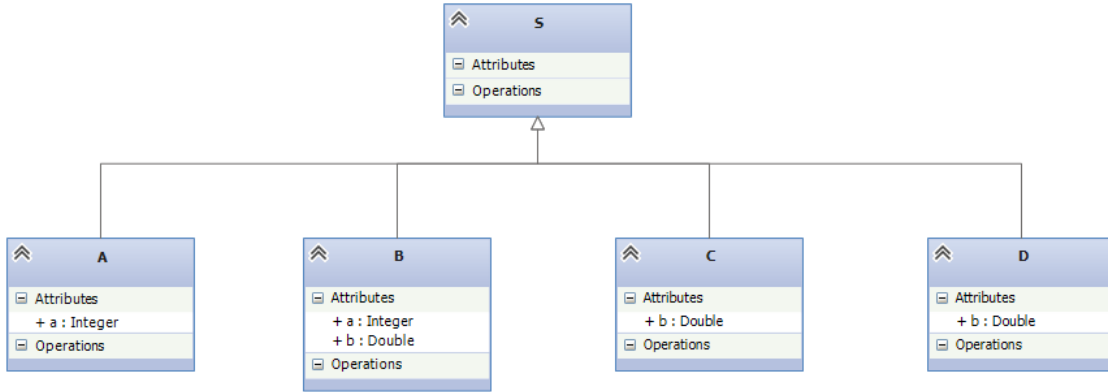 S
Attributes
Operations
A
Attributes
+ a : Integer
Operations
B
Attributes
+ a : Integer
+ b : Double
Operations
C
Attributes
+ b : Double
Operations
D
Attributes
+ b : Double
Operations